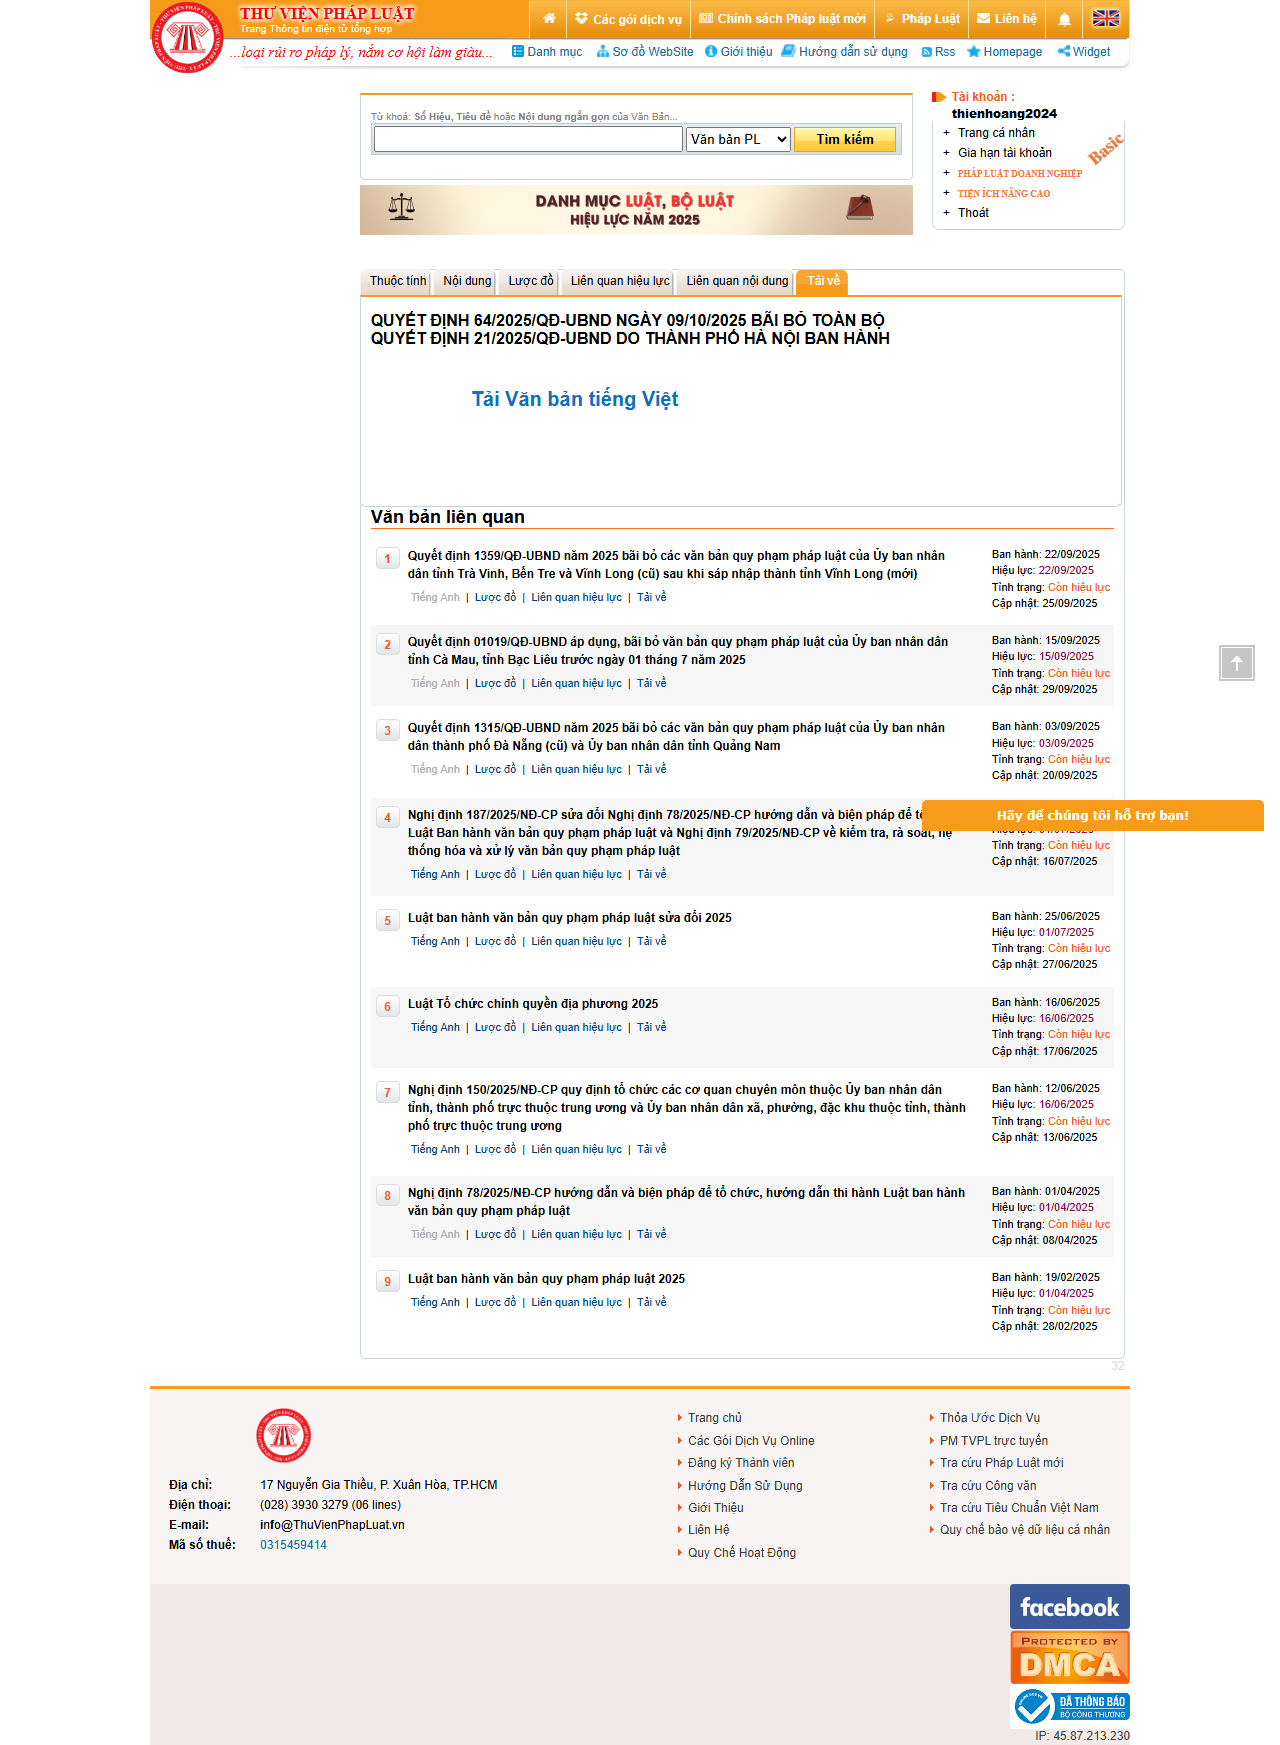 THƯ VIỆN PHÁP LUẬT
Trang Thông tin điện tử tổng hợp
Các gói dịch vụ
Chính sách Pháp luật mới
Pháp Luật
Liên hệ
...loại rủi ro pháp lý, nắm cơ hội làm giàu...
Danh mục
Sơ đồ WebSite
Giới thiệu
Hướng dẫn sử dụng
Rss
Homepage
Widget
Từ khoá: Số Hiệu, Tiêu đề hoặc Nội dung ngắn gọn của Văn Bản...
Văn bản PL
Tìm kiếm
DANH MỤC LUẬT, BỘ LUẬT
HIỆU LỰC NĂM 2025
Tài khoản :
thienhoang2024
+ Trang cá nhân
+ Gia hạn tài khoản
+ PHÁP LUẬT DOANH NGHIỆP
+ TIỆN ÍCH NÂNG CAO
+ Thoát
Basic
Thuộc tính
Nội dung
Lược đồ
Liên quan hiệu lực
Liên quan nội dung
Tải về
QUYẾT ĐỊNH 64/2025/QĐ-UBND NGÀY 09/10/2025 BÃI BỎ TOÀN BỘ
QUYẾT ĐỊNH 21/2025/QĐ-UBND DO THÀNH PHỐ HÀ NỘI BAN HÀNH
Tải Văn bản tiếng Việt
Văn bản liên quan
1
Quyết định 1359/QĐ-UBND năm 2025 bãi bỏ các văn bản quy phạm pháp luật của Ủy ban nhân
dân tỉnh Trà Vinh, Bến Tre và Vĩnh Long (cũ) sau khi sáp nhập thành tỉnh Vĩnh Long (mới)
Tiếng Anh | Lược đồ | Liên quan hiệu lực | Tải về
Ban hành: 22/09/2025
Hiệu lực: 22/09/2025
Tình trạng: Còn hiệu lực
Cập nhật: 25/09/2025
2
Quyết định 01019/QĐ-UBND áp dụng, bãi bỏ văn bản quy phạm pháp luật của Ủy ban nhân dân
tỉnh Cà Mau, tỉnh Bạc Liêu trước ngày 01 tháng 7 năm 2025
Tiếng Anh | Lược đồ | Liên quan hiệu lực | Tải về
Ban hành: 15/09/2025
Hiệu lực: 15/09/2025
Tình trạng: Còn hiệu lực
Cập nhật: 29/09/2025
3
Quyết định 1315/QĐ-UBND năm 2025 bãi bỏ các văn bản quy phạm pháp luật của Ủy ban nhân
dân thành phố Đà Nẵng (cũ) và Ủy ban nhân dân tỉnh Quảng Nam
Tiếng Anh | Lược đồ | Liên quan hiệu lực | Tải về
Ban hành: 03/09/2025
Hiệu lực: 03/09/2025
Tình trạng: Còn hiệu lực
Cập nhật: 20/09/2025
4
Nghị định 187/2025/NĐ-CP sửa đổi Nghị định 78/2025/NĐ-CP hướng dẫn và biện pháp để
Luật Ban hành văn bản quy phạm pháp luật và Nghị định 79/2025/NĐ-CP về kiểm tra, rà soát, hệ
thống hóa và xử lý văn bản quy phạm pháp luật
Tiếng Anh | Lược đồ | Liên quan hiệu lực | Tải về
Hãy để chúng tôi hỗ trợ bạn!
Tình trạng: Còn hiệu lực
Cập nhật: 16/07/2025
5
Luật ban hành văn bản quy phạm pháp luật sửa đổi 2025
Tiếng Anh | Lược đồ | Liên quan hiệu lực | Tải về
Ban hành: 25/06/2025
Hiệu lực: 01/07/2025
Tình trạng: Còn hiệu lực
Cập nhật: 27/06/2025
6
Luật Tổ chức chính quyền địa phương 2025
Tiếng Anh | Lược đồ | Liên quan hiệu lực | Tải về
Ban hành: 16/06/2025
Hiệu lực: 16/06/2025
Tình trạng: Còn hiệu lực
Cập nhật: 17/06/2025
7
Nghị định 150/2025/NĐ-CP quy định tổ chức các cơ quan chuyên môn thuộc Ủy ban nhân dân
tỉnh, thành phố trực thuộc trung ương và Ủy ban nhân dân xã, phường, đặc khu thuộc tỉnh, thành
phố trực thuộc trung ương
Tiếng Anh | Lược đồ | Liên quan hiệu lực | Tải về
Ban hành: 12/06/2025
Hiệu lực: 16/06/2025
Tình trạng: Còn hiệu lực
Cập nhật: 13/06/2025
8
Nghị định 78/2025/NĐ-CP hướng dẫn và biện pháp để tổ chức, hướng dẫn thi hành Luật ban hành
văn bản quy phạm pháp luật
Tiếng Anh | Lược đồ | Liên quan hiệu lực | Tải về
Ban hành: 01/04/2025
Hiệu lực: 01/04/2025
Tình trạng: Còn hiệu lực
Cập nhật: 08/04/2025
9
Luật ban hành văn bản quy phạm pháp luật 2025
Tiếng Anh | Lược đồ | Liên quan hiệu lực | Tải về
Ban hành: 19/02/2025
Hiệu lực: 01/04/2025
Tình trạng: Còn hiệu lực
Cập nhật: 28/02/2025
32
Địa chỉ: 17 Nguyễn Gia Thiều, P. Xuân Hòa, TP.HCM
Điện thoại: (028) 3930 3279 (06 lines)
E-mail: info@ThuVienPhapLuat.vn
Mã số thuế: 0315459414
Trang chủ
Các Gói Dịch Vụ Online
Đăng ký Thành viên
Hướng Dẫn Sử Dụng
Giới Thiệu
Liên Hệ
Quy Chế Hoạt Động
Thỏa Ước Dịch Vụ
PM TVPL trực tuyến
Tra cứu Pháp Luật mới
Tra cứu Công văn
Tra cứu Tiêu Chuẩn Việt Nam
Quy chế bảo vệ dữ liệu cá nhân
facebook
PROTECTED BY
DMCA
ĐÃ THÔNG BÁO
BỘ CÔNG THƯƠNG
IP: 45.87.213.230